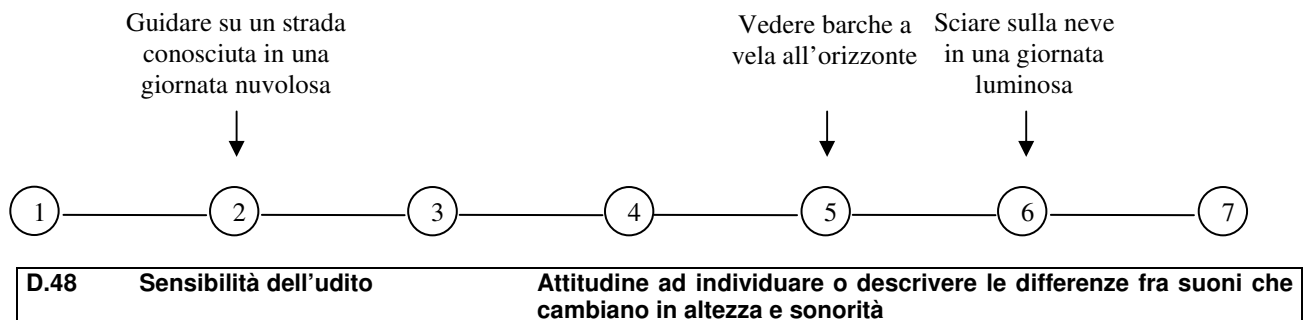 Guidare su un strada
conosciuta in una
giornata nuvolosa
Vedere barche a
vela all'orizzonte
Sciare sulla neve
in una giornata
luminosa
1 2 3 4 5 6 7
D.48 Sensibilità dell'udito Attitudine ad individuare o descrivere le differenze fra suoni che
cambiano in altezza e sonorità